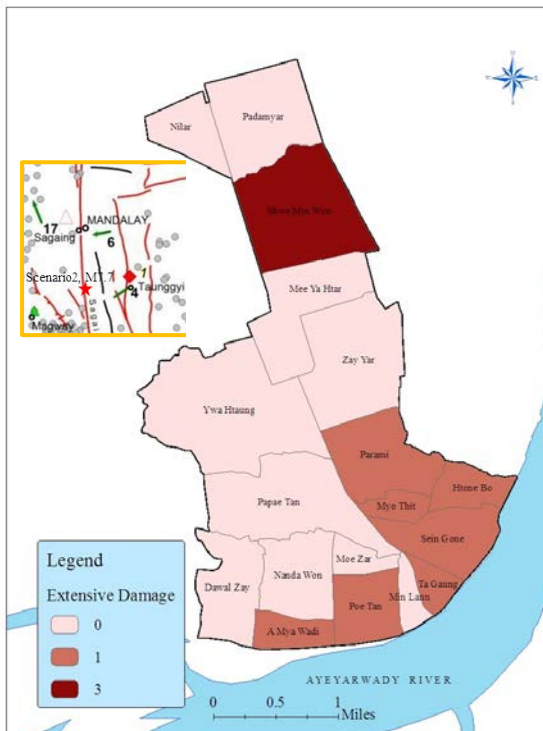 Padamyar
Nilar
Shwe Min Wun
MANDALAY
Sagaing
17
6
Scenario2, M7.7
1
4
Taunggyi
Sagai
Magway
Mee Ya Htar
Zay Yar
Ywa Htaung
Parami
Htone Bo
Myo Thit
Papae Tan
Sein Gone
Moe Zar
Ta Gaung
Dawal Zay
Nanda Won
Min Lann
Poe Tan
A Mya Wadi
Legend
Extensive Damage
0
1
3
AYEYARWADY RIVER
0 0.5 1
Miles